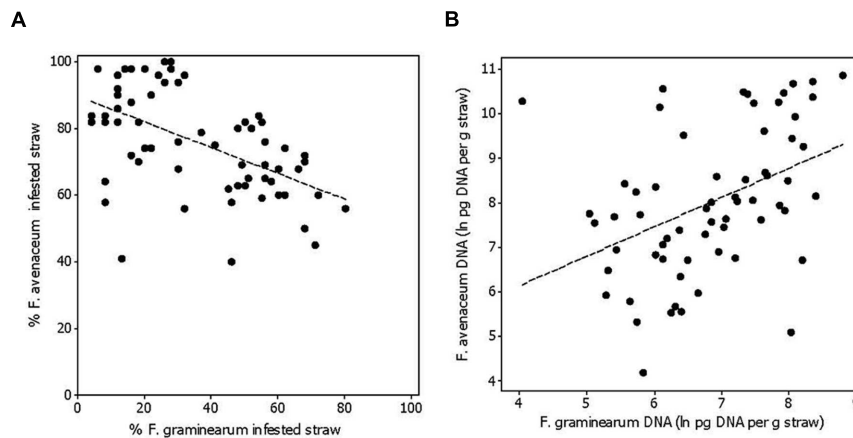 A
B
% F. avenaceum infested straw
100
80
60
40
20
0
0 20 40 60 80 100
% F. graminearum infested straw
F. avenaceum DNA (ln pg DNA per g straw)
11
10
9
8
7
6
5
4
4 5 6 7 8
F. graminearum DNA (ln pg DNA per g straw)